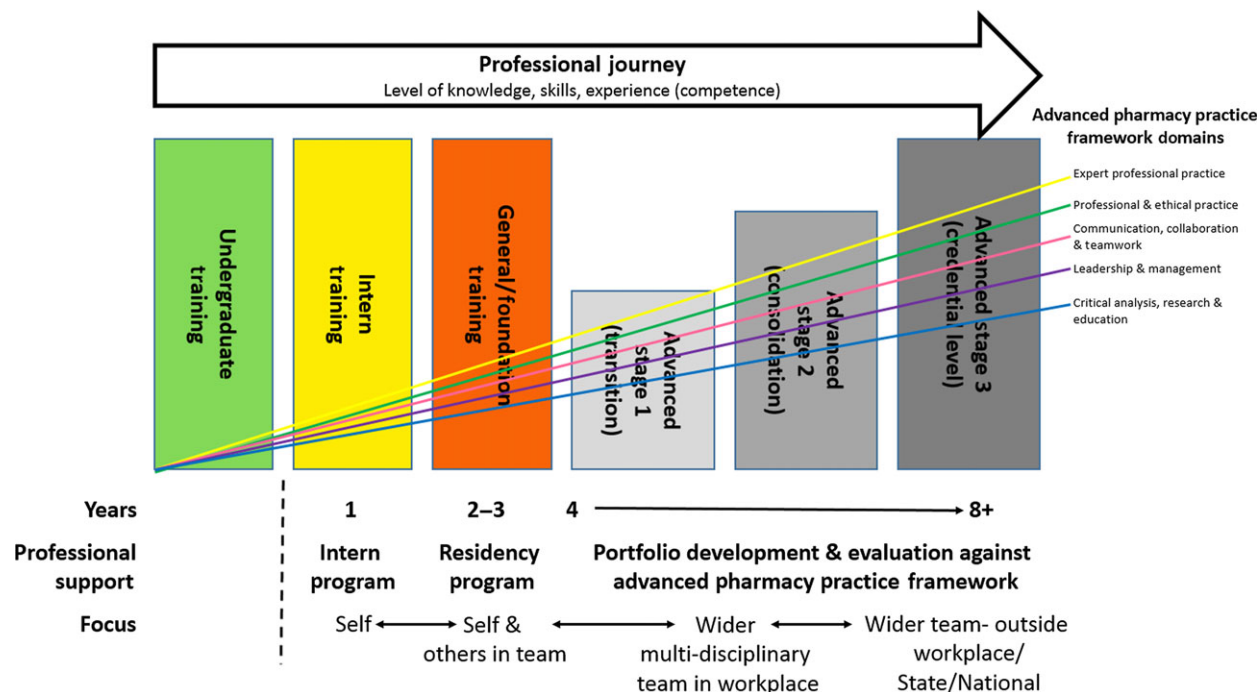 Professional journey
Level of knowledge, skills, experience (competence)
Advanced pharmacy practice
framework domains
Undergraduate
training
Intern
training
General/foundation
training
Advanced
stage 1
(transition)
Advanced
stage 2
(consolidation)
Advanced stage 3
(credential level)
Expert professional practice
Professional & ethical practice
Communication, collaboration
& teamwork
Leadership & management
Critical analysis, research &
education
Years
1
2–3
4
8+
Professional
support
Intern
program
Residency
program
Portfolio development & evaluation against
advanced pharmacy practice framework
Focus
Self
Self &
others in team
Wider
multi-disciplinary
team in workplace
Wider team- outside
workplace/
State/National